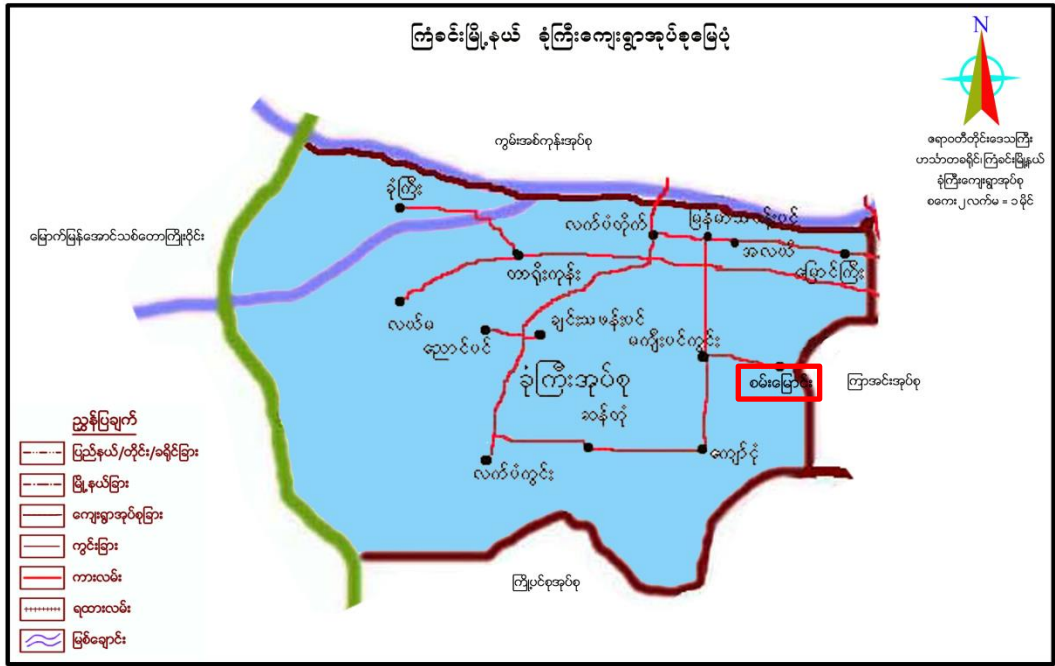 ကြံခင်းမြို့နယ် ခုံကြီးကျေးရွာအုပ်စုမြေပုံ
N
ဧရာဝတီတိုင်းဒေသကြီး
ဟင်္သာတခရိုင်၊ကြံခင်းမြို့နယ်
ခုံကြီးကျေးရွာအုပ်စု
စကေး ၂ လက်မ = ၁ မိုင်
ကွမ်းအစ်ကုန်းအုပ်စု
မြောက်မြန်အောင်သစ်တောကြိုးဝိုင်း
ခုံကြီး
လက်ပံတိုက်
အလယ်
မြောင်ကြီး
တာရိုးကုန်း
လယ်မ
ညောင်ပင်
ချင်းသဖန်းပင်
မကျီးပင်ကွင်း
ခုံကြီးအုပ်စု
စမ်းမြောင်း
ကြာအင်းအုပ်စု
ဆန်တုံ
ကျော်ငုံ
လက်ပံကွင်း
ကြို့ပင်စုအုပ်စု
ညွှန်ပြချက်
ပြည်နယ်/တိုင်း/ခရိုင်ခြား
မြို့နယ်ခြား
ကျေးရွာအုပ်စုခြား
ကွင်းခြား
ကားလမ်း
ရထားလမ်း
မြစ်ချောင်း